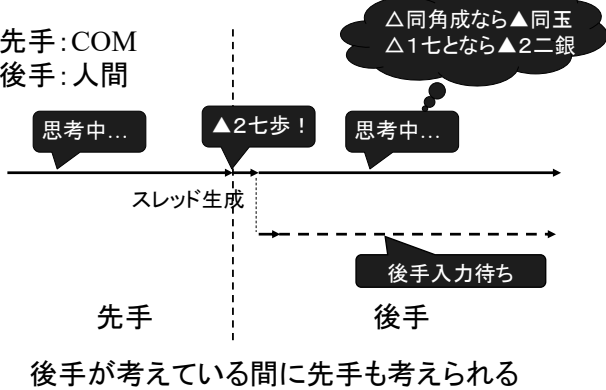 先手：COM
後手：人間
△同角成なら▲同玉
△1七となら▲2二銀
思考中…
▲2七歩！
思考中…
スレッド生成
後手入力待ち
先手
後手
後手が考えている間に先手も考えられる